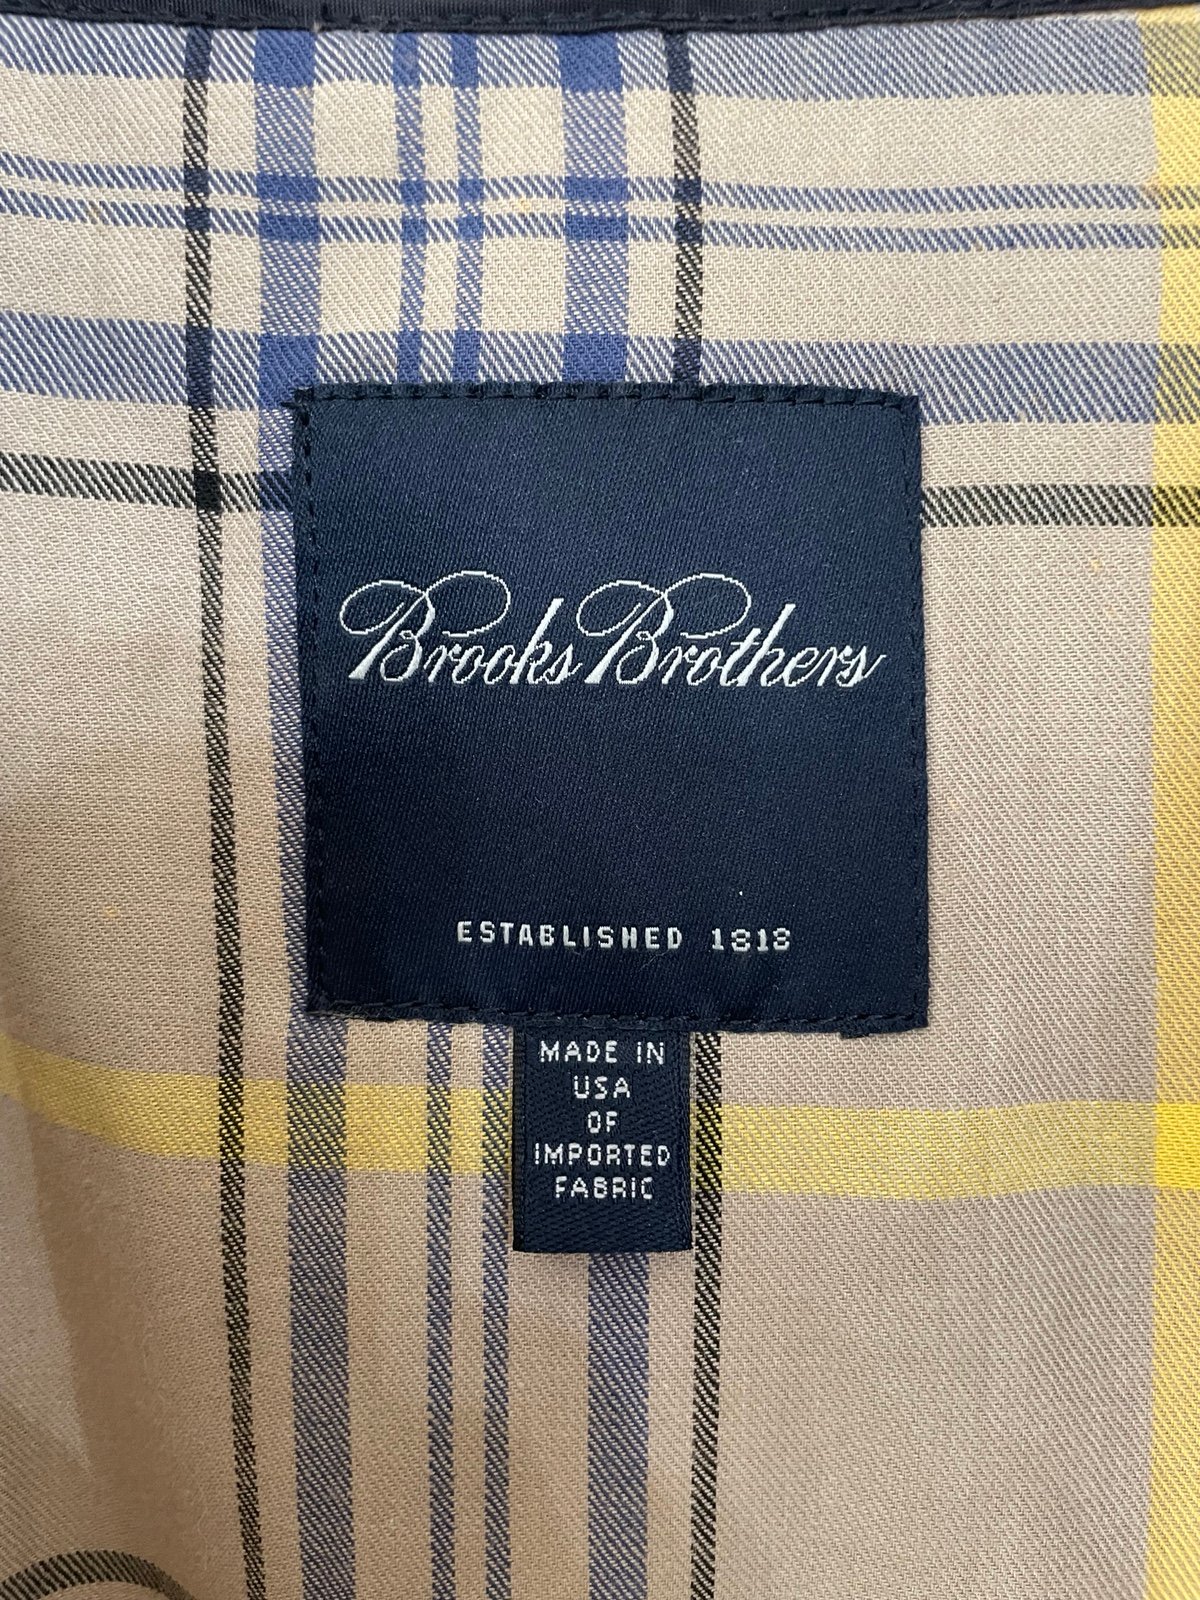 Brooks Brothers
ESTABLISHED 1818
MADE IN
USA
OF
IMPORTED
FABRIC